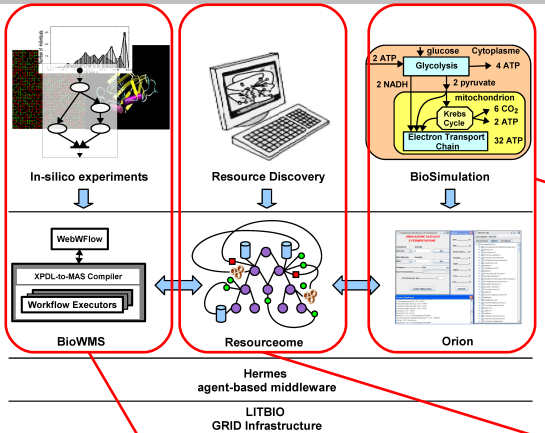 glucose
Cytoplasme
2 ATP
Glycolysis
4 ATP
2 NADH
2 pyruvate
mitochondrion
6 CO2
Krebs
Cycle
2 ATP
Electron Transport
Chain
32 ATP
In-silico experiments
Resource Discovery
BioSimulation
WebWFlow
XPDL-to-MAS Compiler
Workflow Executors
BioWMS
Resourceome
Orion
Hermes
agent-based middleware
LITBIO
GRID Infrastructure